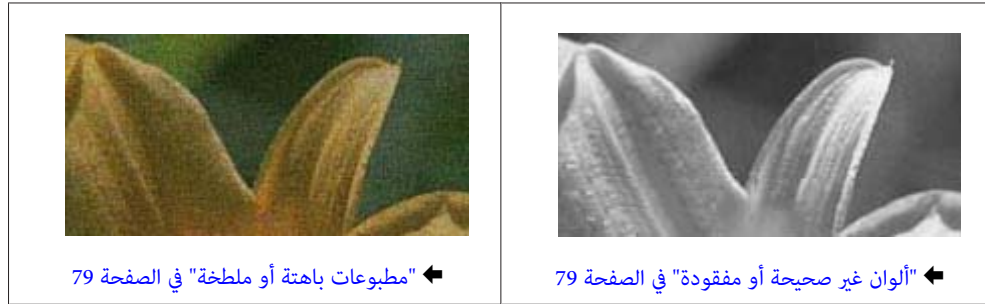 🡄 "ألوان غير صحيحة أو مفقودة" في الصفحة 79
🡄 "مطبوعات باهتة أو ملطخة" في الصفحة 79